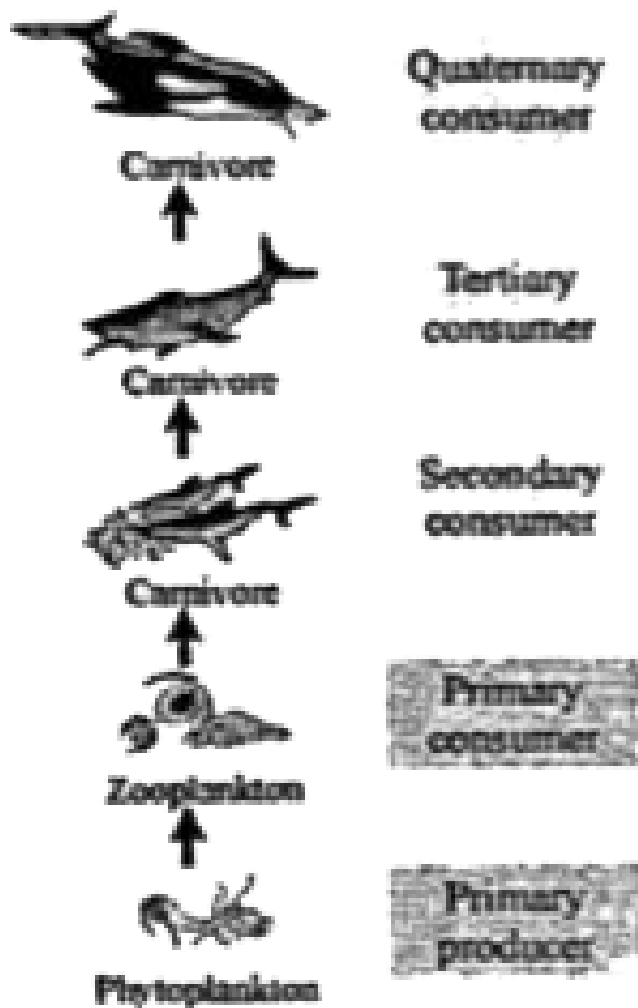 Quaternary
consumer
Carnivore
Tertiary
consumer
Carnivore
Secondary
consumer
Carnivore
Primary
consumer
Zooplankton
Primary
producer
Phytoplankton